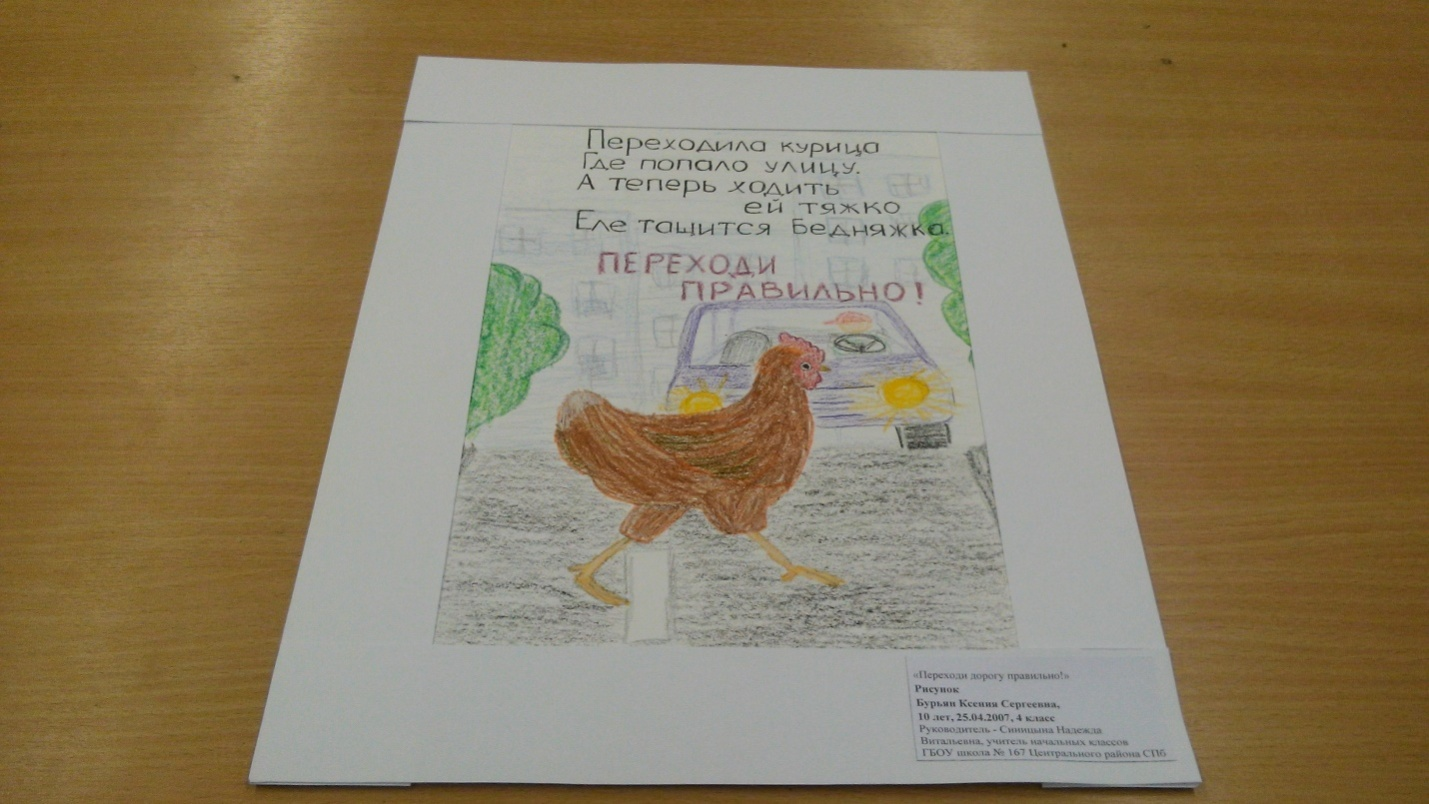 Переходила курица
Где попало улицу.
А теперь ходить
ей тяжко
Еле тащится Бедняжка.
ПЕРЕХОДИ
ПРАВИЛЬНО!
«Переходи дорогу правильно!»
Рисунок
Бурьян Ксения Сергеевна,
10 лет, 25.04.2007, 4 класс
Руководитель - Синицына Надежда
Витальевна, учитель начальных классов
ГБОУ школа № 167 Центрального района СПб